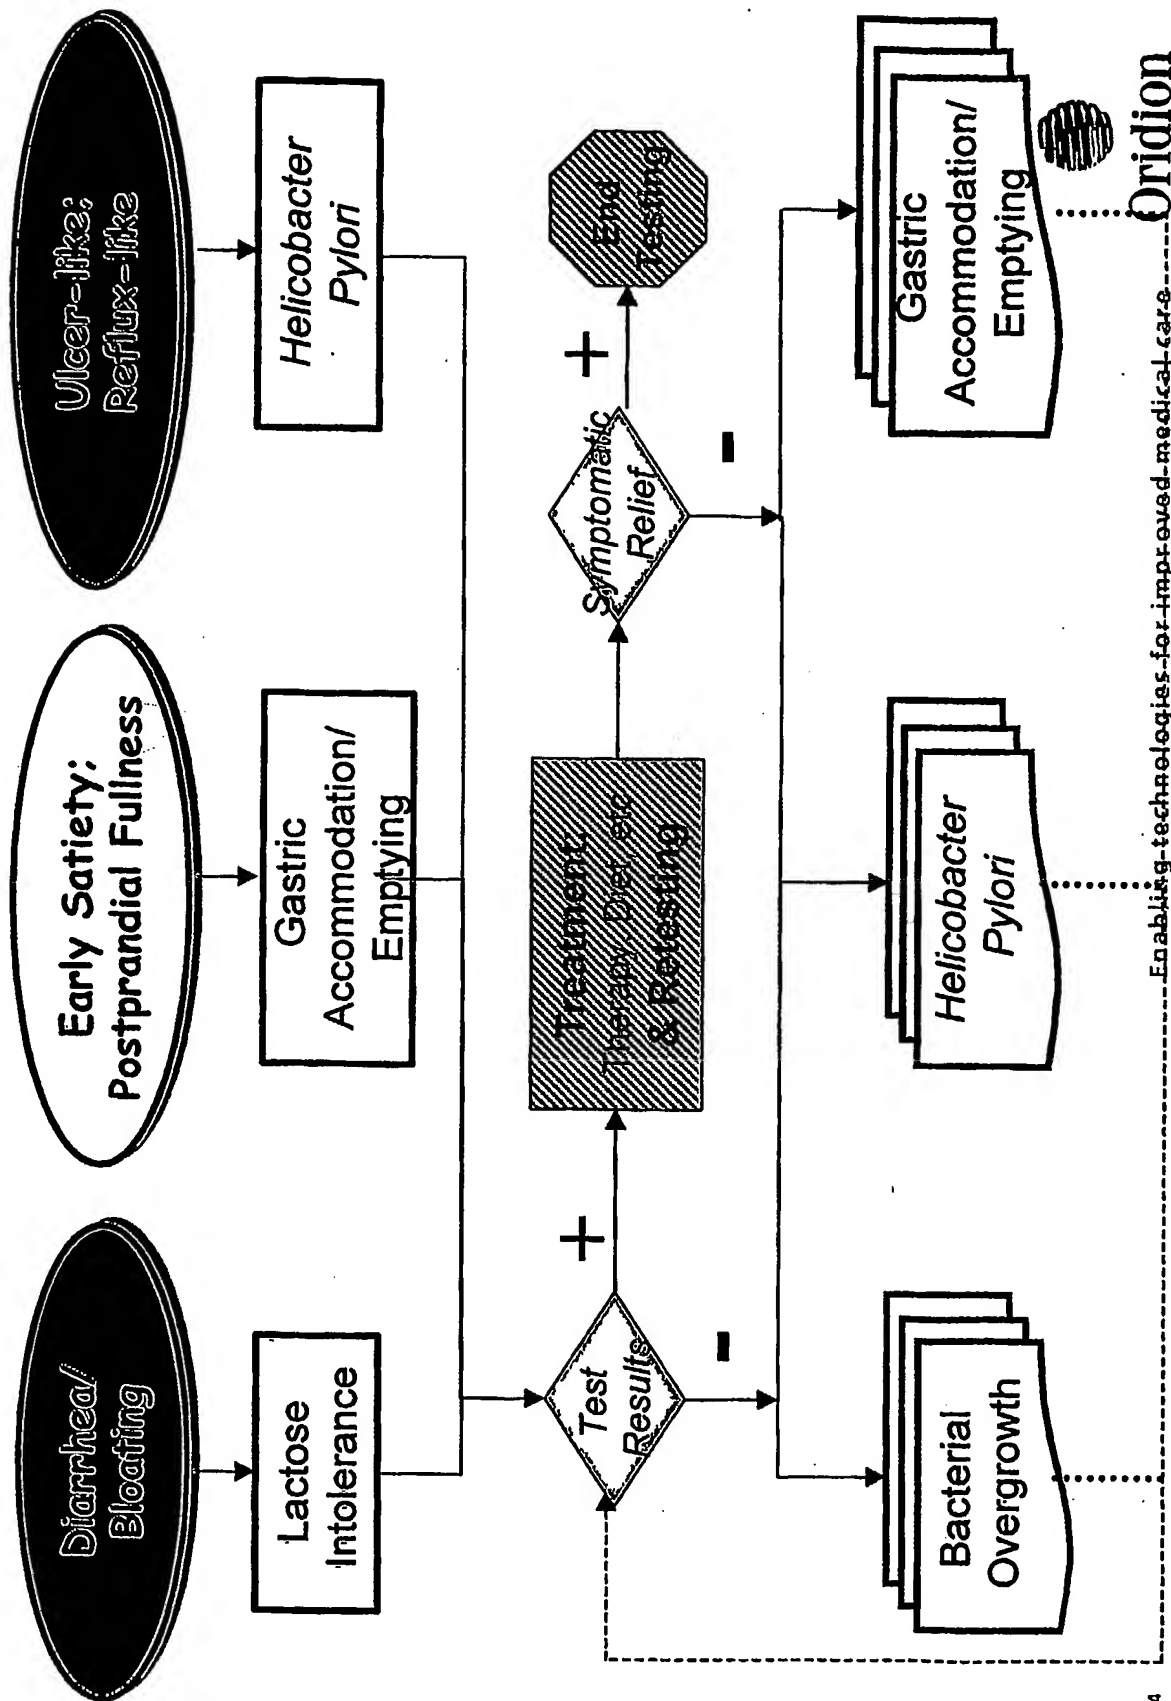 Diarrhea/
Bloating
Early Satiety;
Postprandial Fullness
Ulcer-like;
Reflux-like
Lactose
Intolerance
Gastric
Accommodation/
Emptying
Helicobacter
Pylori
Test
Results
+
-
Treatment,
Therapy, Diet, etc
& Retesting
Symptomatic
Relief
+
-
End
Testing
Bacterial
Overgrowth
Helicobacter
Pylori
Gastric
Accommodation/
Emptying
Enabling technologies for improved medical care
Oridion